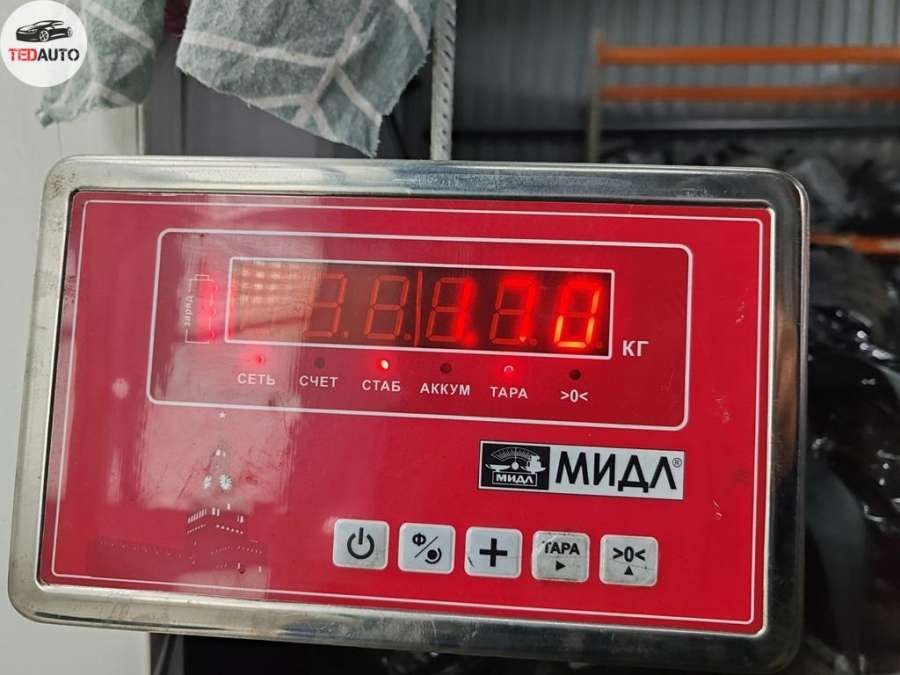 TEDAUTO
заряд
КГ
СЕТЬ СЧЕТ СТАБ АККУМ ТАРА >0<
МИДЛ МИДЛ®
Ф ТАРА >0<